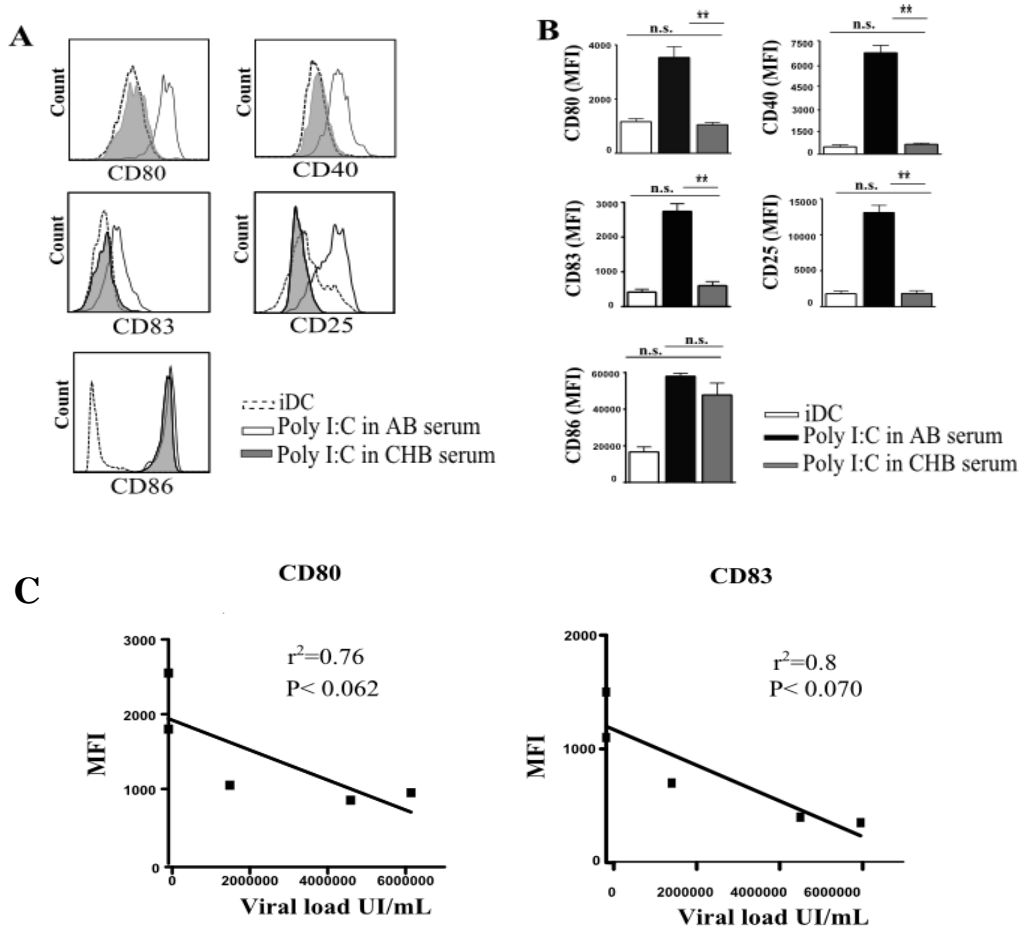 A
Count
CD80
CD40
Count
CD83
Count
CD25
Count
CD86
iDC
Poly I:C in AB serum
Poly I:C in CHB serum
B
CD80 (MFI)
4000
2000
0
n.s.
**
CD40 (MFI)
7500
6000
4500
3000
1500
0
n.s.
**
CD83 (MFI)
3000
2000
1000
0
n.s.
**
CD25 (MFI)
15000
10000
5000
0
n.s.
**
CD86 (MFI)
60000
40000
20000
0
n.s.
n.s.
iDC
Poly I:C in AB serum
Poly I:C in CHB serum
C
CD80
MFI
3000
2000
1000
0
r²=0.76
P< 0.062
0 2000000 4000000 6000000
Viral load UI/mL
CD83
MFI
2000
1000
0
r²=0.8
P< 0.070
0 2000000 4000000 6000000
Viral load UI/mL